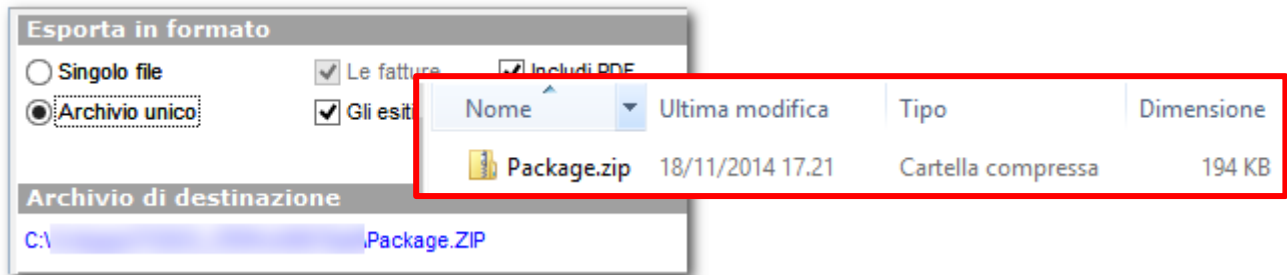 Esporta in formato
Singolo file Le fatture Includi PDF
Archivio unico Gli esiti
Nome Ultima modifica Tipo Dimensione
Package.zip 18/11/2014 17.21 Cartella compressa 194 KB
Archivio di destinazione
C:\ \Package.ZIP